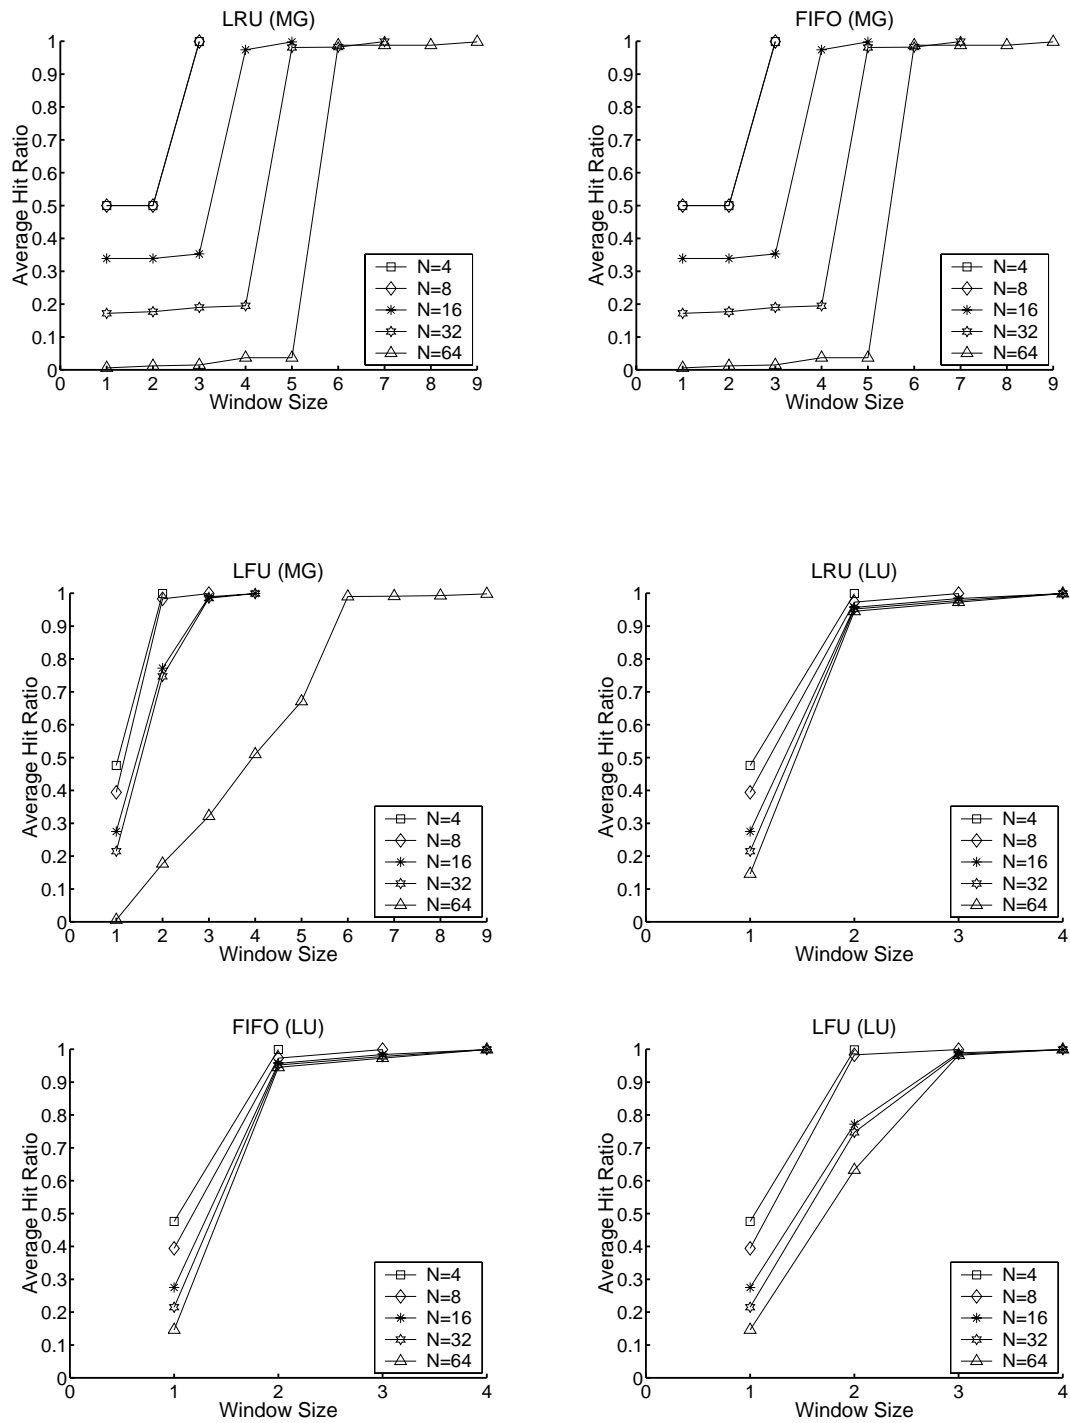 LRU (MG)
1
0.9
0.8
0.7
0.6
0.5
0.4
0.3
0.2
0.1
0
Average Hit Ratio
N=4
N=8
N=16
N=32
N=64
0 1 2 3 4 5 6 7 8 9
Window Size
FIFO (MG)
1
0.9
0.8
0.7
0.6
0.5
0.4
0.3
0.2
0.1
0
Average Hit Ratio
N=4
N=8
N=16
N=32
N=64
0 1 2 3 4 5 6 7 8 9
Window Size
LFU (MG)
1
0.9
0.8
0.7
0.6
0.5
0.4
0.3
0.2
0.1
0
Average Hit Ratio
N=4
N=8
N=16
N=32
N=64
0 1 2 3 4 5 6 7 8 9
Window Size
LRU (LU)
1
0.9
0.8
0.7
0.6
0.5
0.4
0.3
0.2
0.1
0
Average Hit Ratio
N=4
N=8
N=16
N=32
N=64
0 1 2 3 4
Window Size
FIFO (LU)
1
0.9
0.8
0.7
0.6
0.5
0.4
0.3
0.2
0.1
0
Average Hit Ratio
N=4
N=8
N=16
N=32
N=64
0 1 2 3 4
Window Size
LFU (LU)
1
0.9
0.8
0.7
0.6
0.5
0.4
0.3
0.2
0.1
0
Average Hit Ratio
N=4
N=8
N=16
N=32
N=64
0 1 2 3 4
Window Size